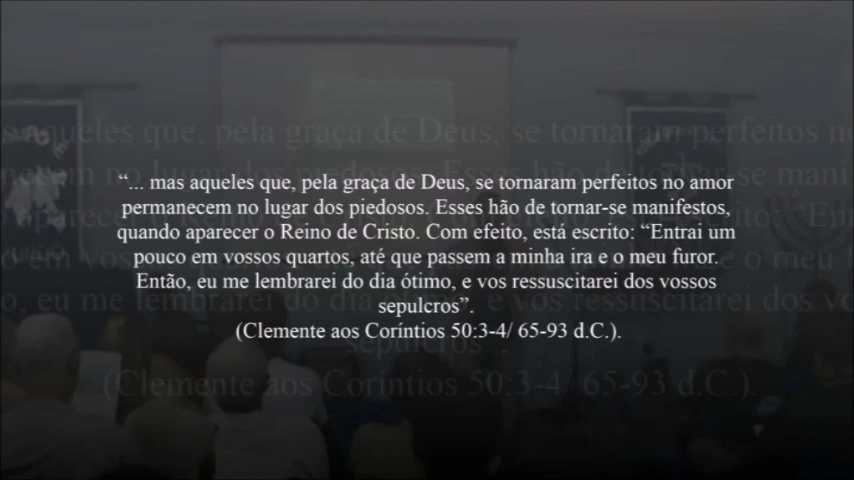 “... mas aqueles que, pela graça de Deus, se tornaram perfeitos no amor
permanecem no lugar dos piedosos. Esses hão de tornar-se manifestos,
quando aparecer o Reino de Cristo. Com efeito, está escrito: “Entrai um
pouco em vossos quartos, até que passem a minha ira e o meu furor.
Então, eu me lembrarei do dia ótimo, e vos ressuscitarei dos vossos
sepulcros”.
(Clemente aos Coríntios 50:3-4/ 65-93 d.C.).